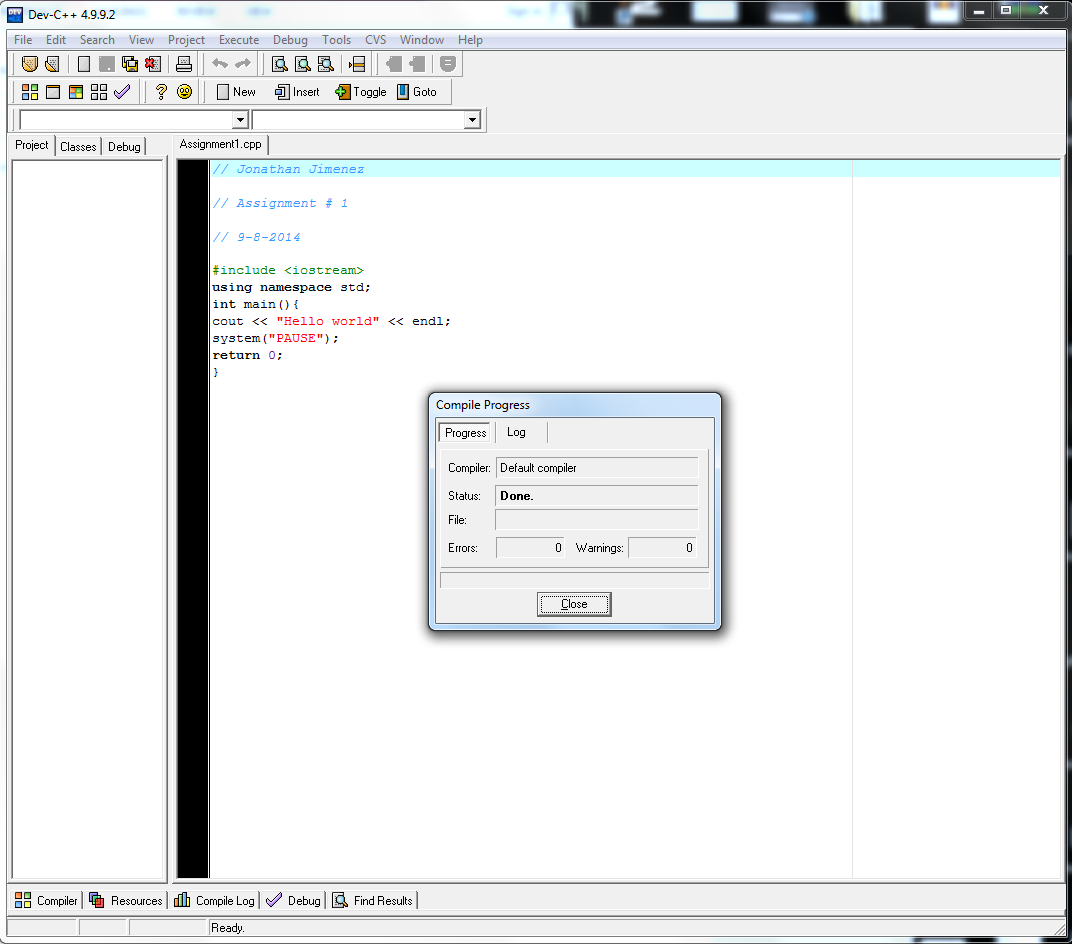 Dev-C++ 4.9.9.2
File Edit Search View Project Execute Debug Tools CVS Window Help
New Insert Toggle Goto
Project Classes Debug
Assignment1.cpp
// Jonathan Jimenez
// Assignment # 1
// 9-8-2014
#include <iostream>
using namespace std;
int main(){
cout << "Hello world" << endl;
system("PAUSE");
return 0;
}
Compile Progress
Progress Log
Compiler: Default compiler
Status: Done.
File:
Errors: 0 Warnings: 0
Close
Compiler Resources Compile Log Debug Find Results
Ready.